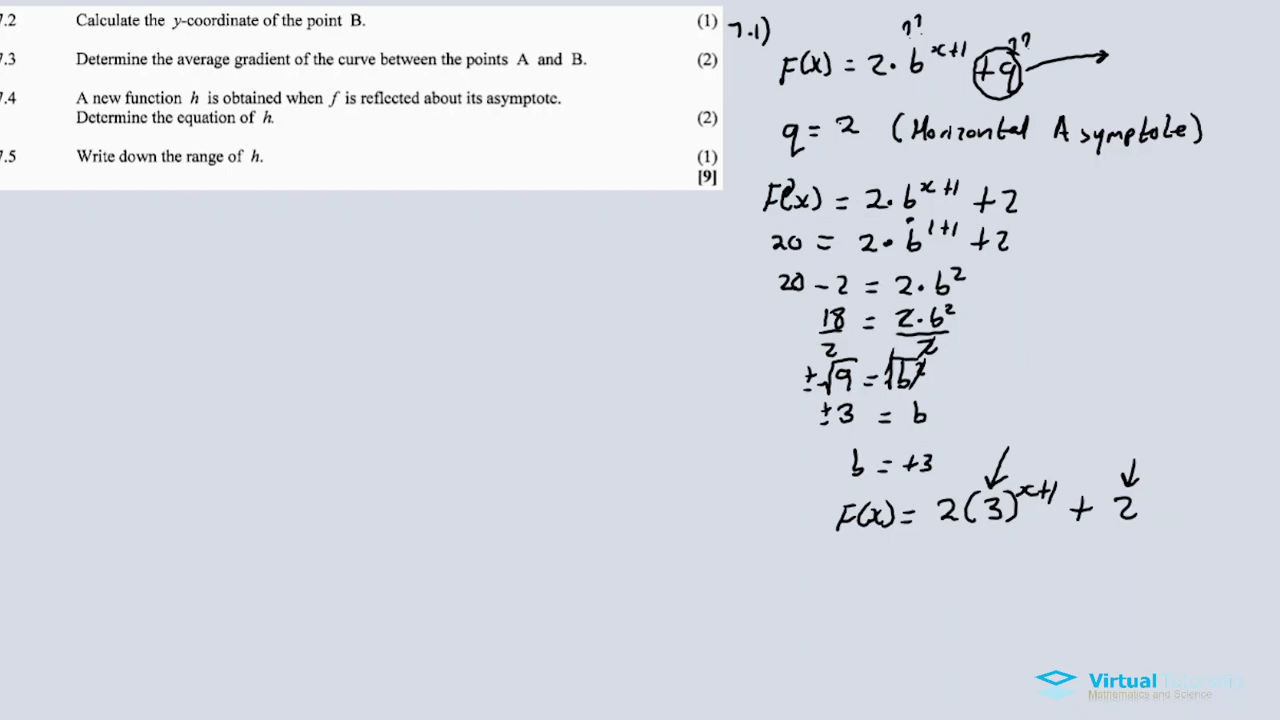 7.2 Calculate the y-coordinate of the point B. (1)
7.3 Determine the average gradient of the curve between the points A and B. (2)
7.4 A new function h is obtained when f is reflected about its asymptote.
Determine the equation of h. (2)
7.5 Write down the range of h. (1)
[9]
7.1)
??
??
F(x) = 2·b^{x+1} + q
q = 2 (Horizontal Asymptote)
F(x) = 2·b^{x+1} + 2
20 = 2·b^{1+1} + 2
20 - 2 = 2·b²
18/2 = 2·b²/2
±√9 = √b²
±3 = b
b = +3
F(x) = 2(3)^{x+1} + 2
Virtual Tutorials
Mathematics and Science